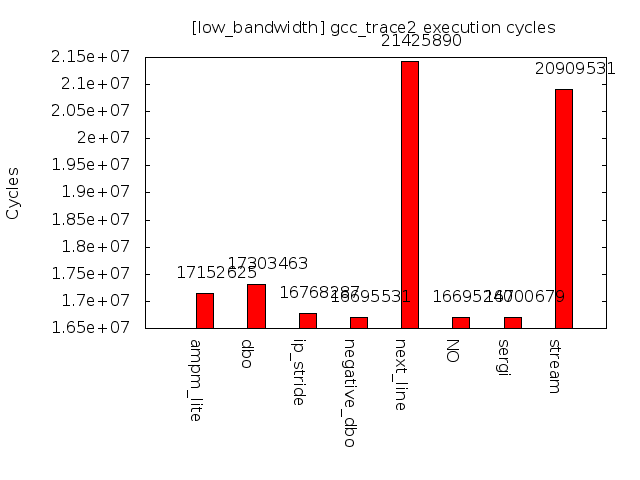 [low_bandwidth] gcc_trace2 execution cycles
21425890
20909531
17303463
17152625
16768287
16695531
16700679
2.15e+07
2.1e+07
2.05e+07
2e+07
1.95e+07
1.9e+07
1.85e+07
1.8e+07
1.75e+07
1.7e+07
1.65e+07
Cycles
ampm_lite
dbo
ip_stride
negative_dbo
next_line
NO
sergi
stream